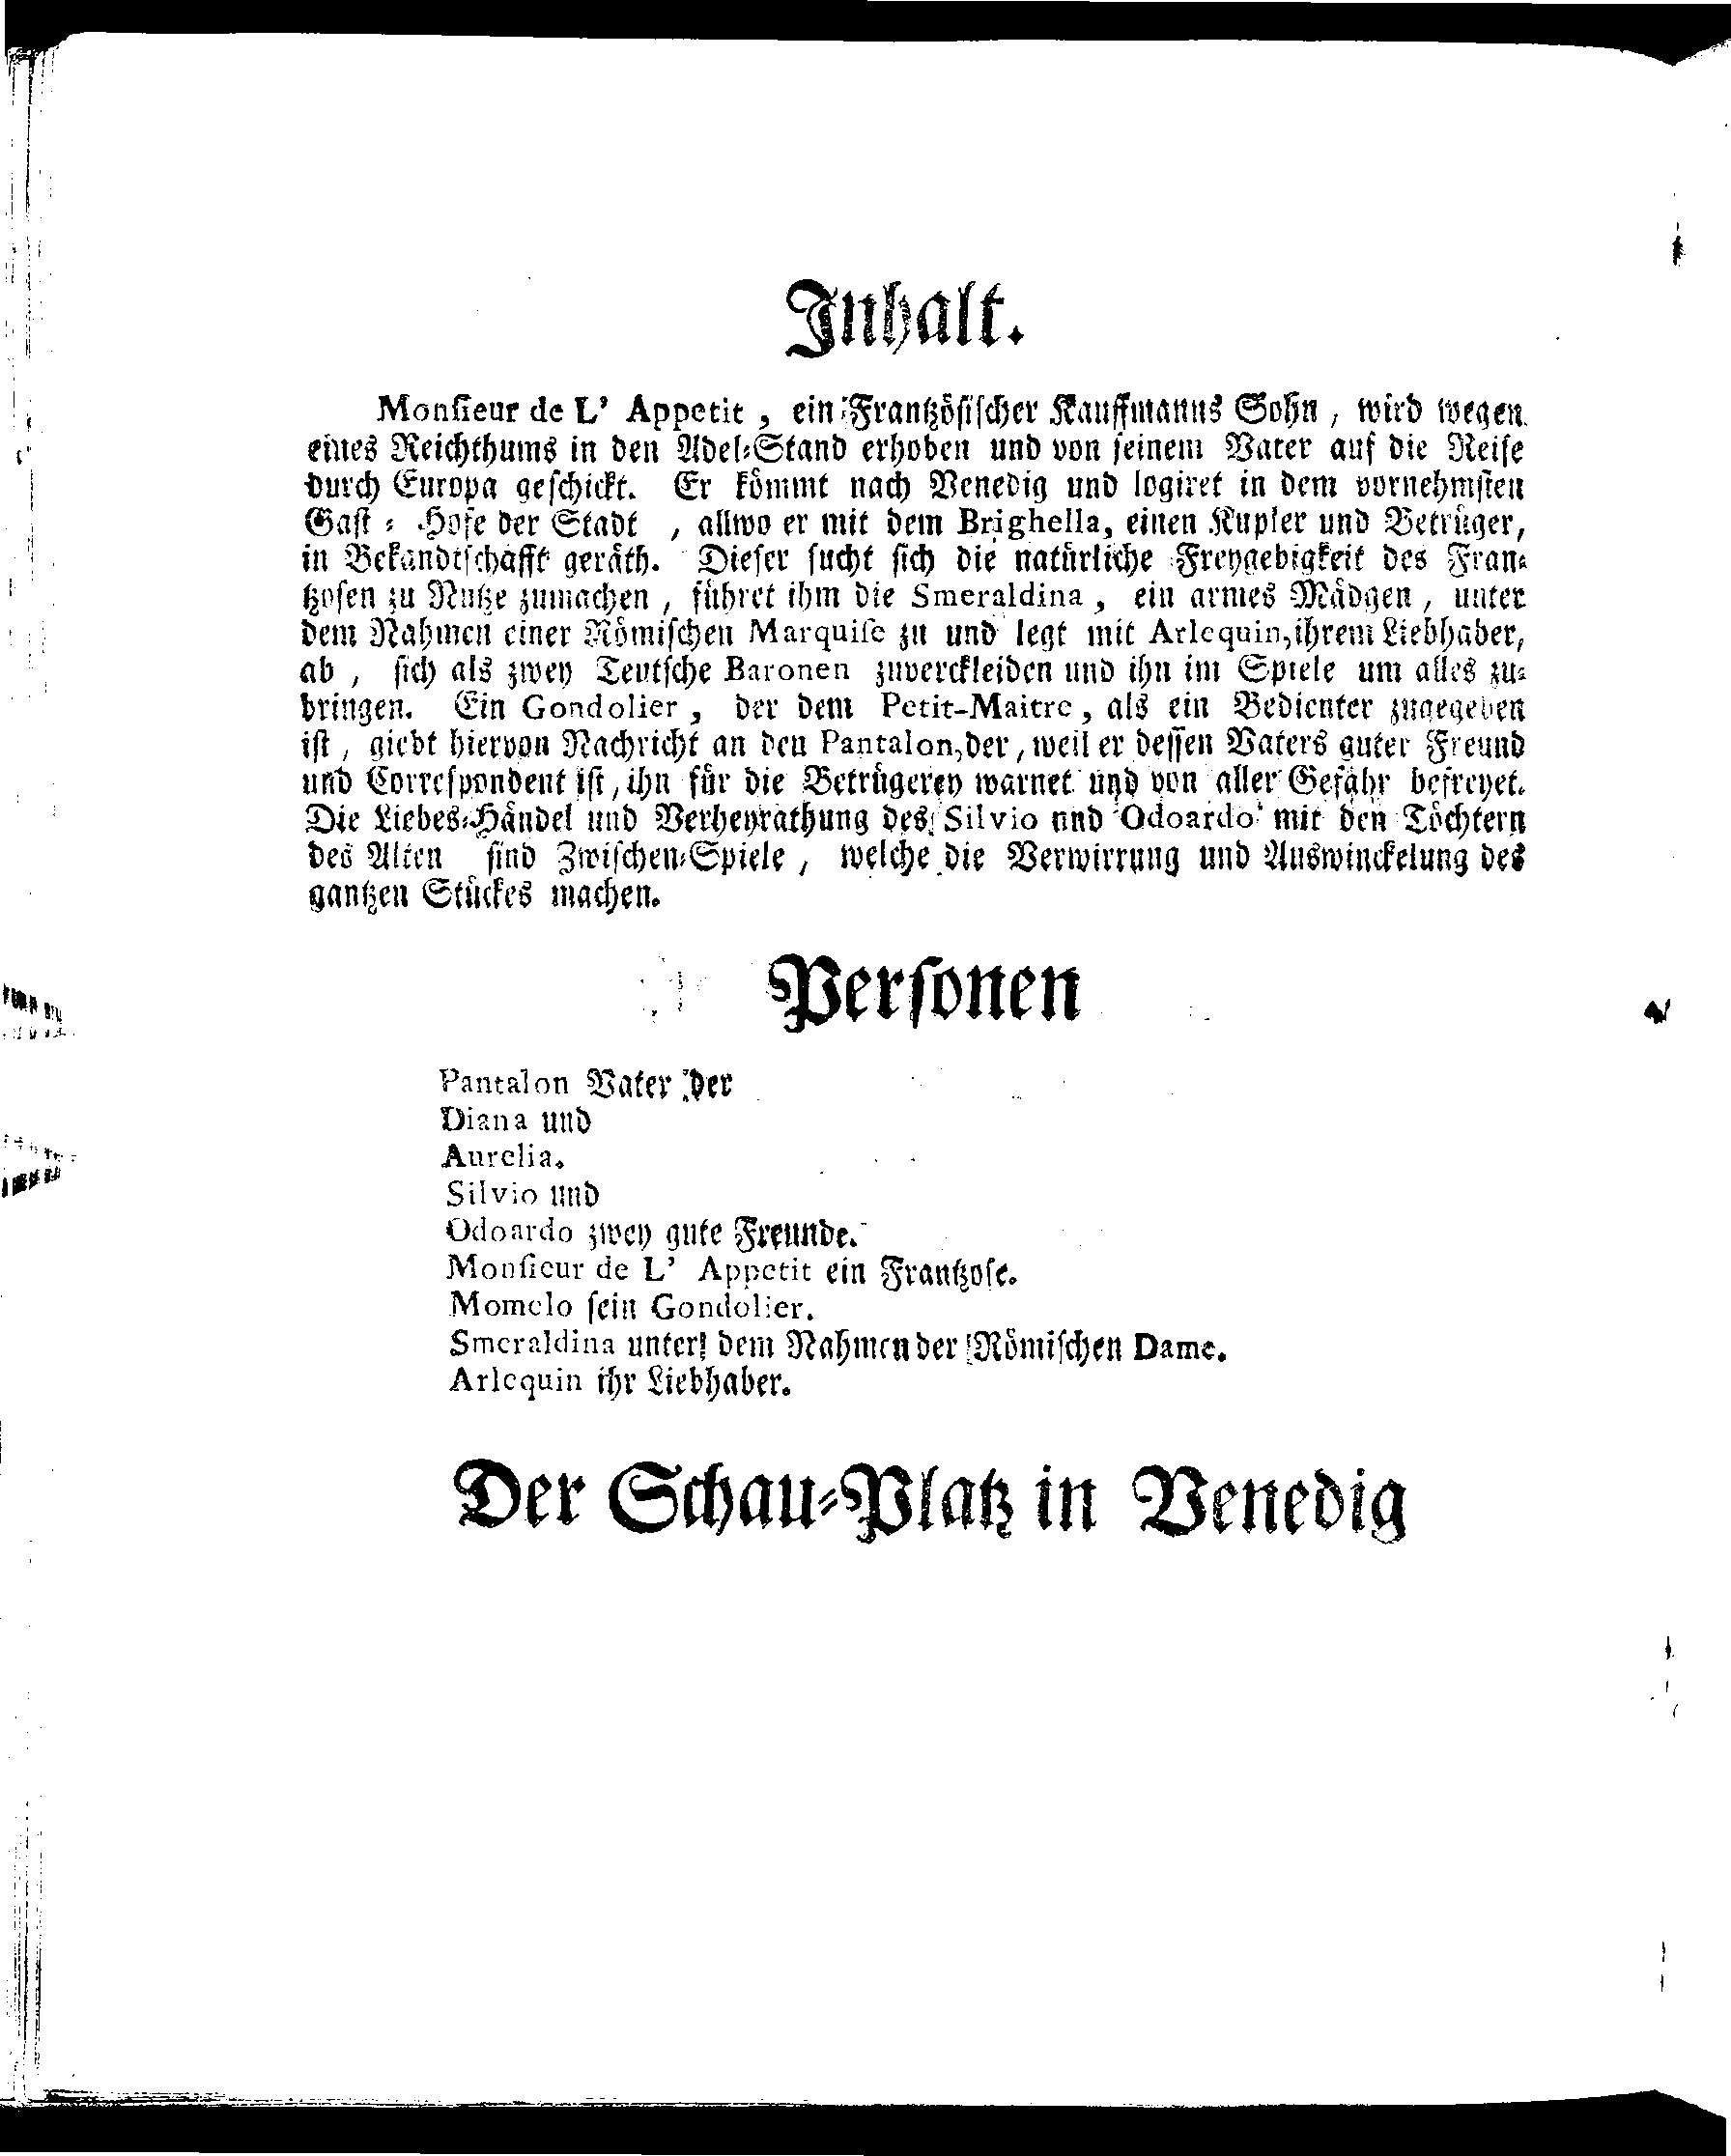 Inhalt.
Monsieur de L' Appetit, ein Frantzösischer Kauffmanns Sohn, wird wegen
eines Reichthums in den Adel-Stand erhoben und von seinem Vater auf die Reise
durch Europa geschickt. Er kömmt nach Venedig und logiret in dem vornehmsten
Gast-Hofe der Stadt, allwo er mit dem Brighella, einen Kupler und Betrüger,
in Bekandtschafft geräth. Dieser sucht sich die natürliche Freygebigkeit des Fran-
tzosen zu Nutze zumachen, führet ihm die Smeraldina, ein armes Mädgen, unter
dem Nahmen einer Römischen Marquise zu und legt mit Arlequin, ihrem Liebhaber,
ab, sich als zwey Teutsche Baronen zuverckleiden und ihn im Spiele um alles zu-
bringen. Ein Gondolier, der dem Petit-Maitre, als ein Bedienter zugegeben
ist, giebt hiervon Nachricht an den Pantalon, der, weil er dessen Vaters guter Freund
und Correspondent ist, ihn für die Betrügerey warnet und von aller Gefahr befreyet.
Die Liebes-Händel und Verheyrathung des Silvio und Odoardo mit den Töchtern
des Alten sind Zwischen-Spiele, welche die Verwirrung und Auswinckelung des
gantzen Stückes machen.
Personen
Pantalon Vater der
Diana und
Aurelia.
Silvio und
Odoardo zwey gute Freunde.
Monsieur de L' Appetit ein Frantzose.
Momolo sein Gondolier.
Smeraldina unter dem Nahmen der Römischen Dame.
Arlequin ihr Liebhaber.
Der Schau-Platz in Venedig